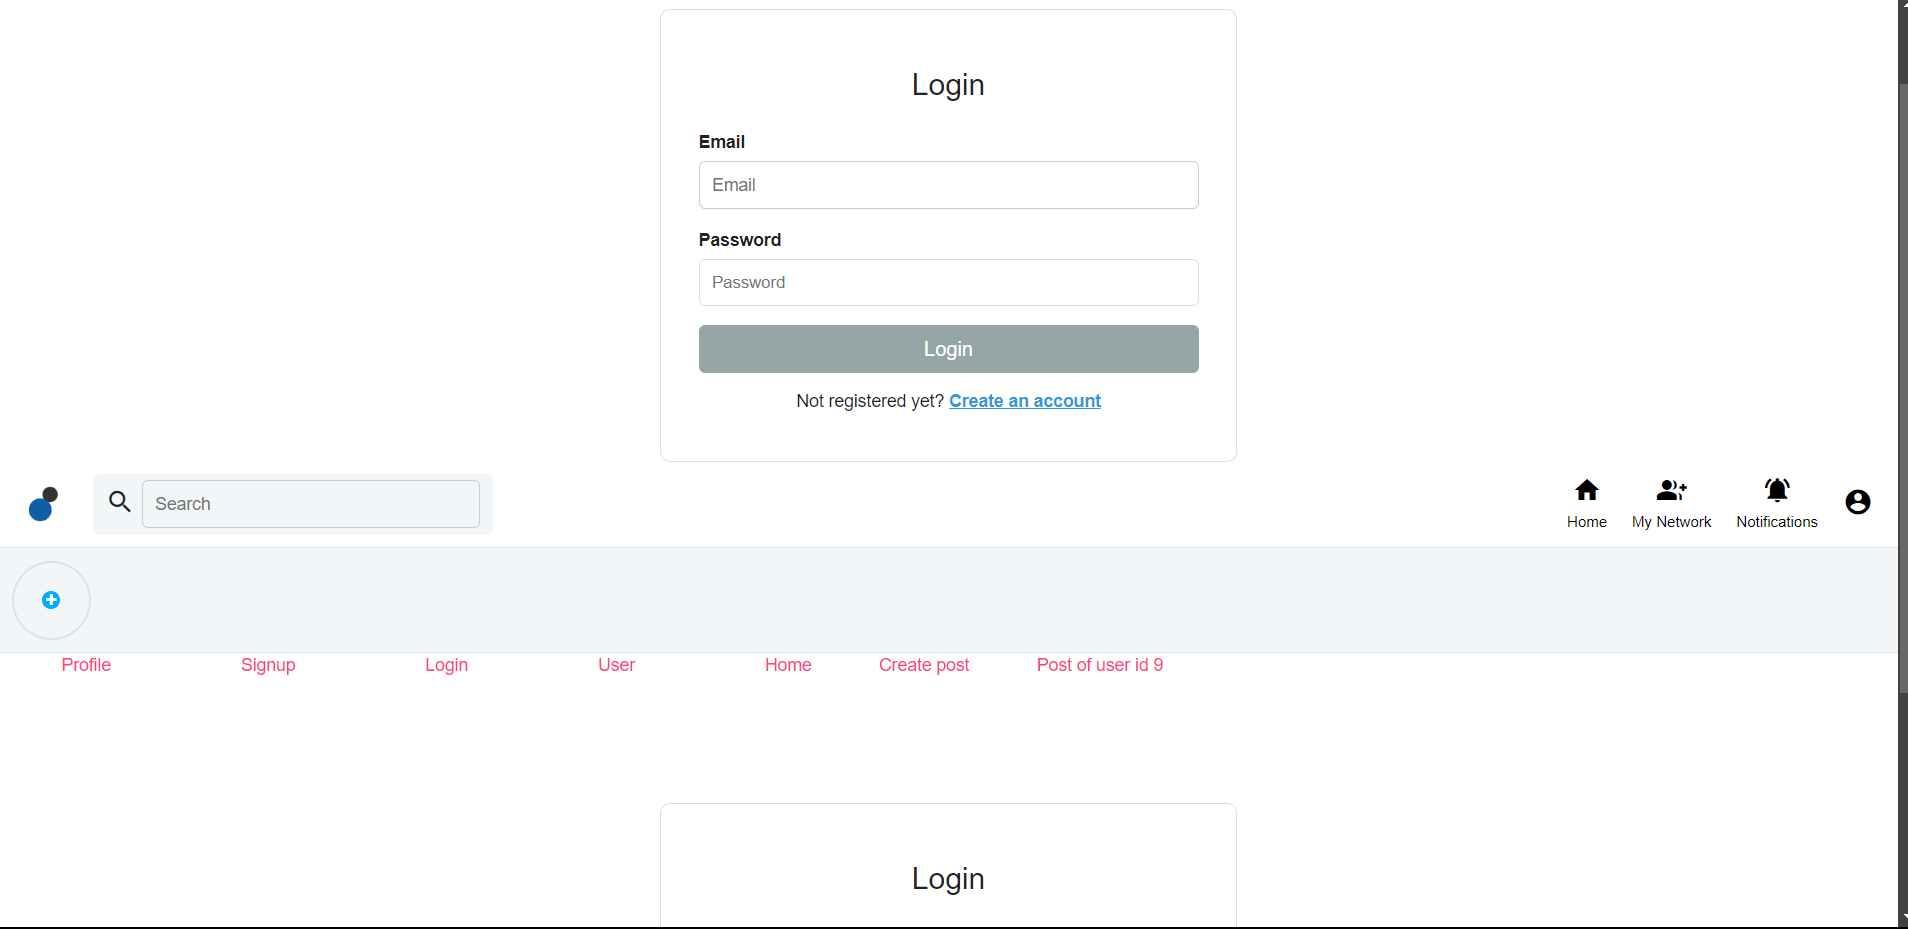 Login
Email
Email
Password
Password
Login
Not registered yet? Create an account
Search
Home My Network Notifications
Profile Signup Login User Home Create post Post of user id 9
Login